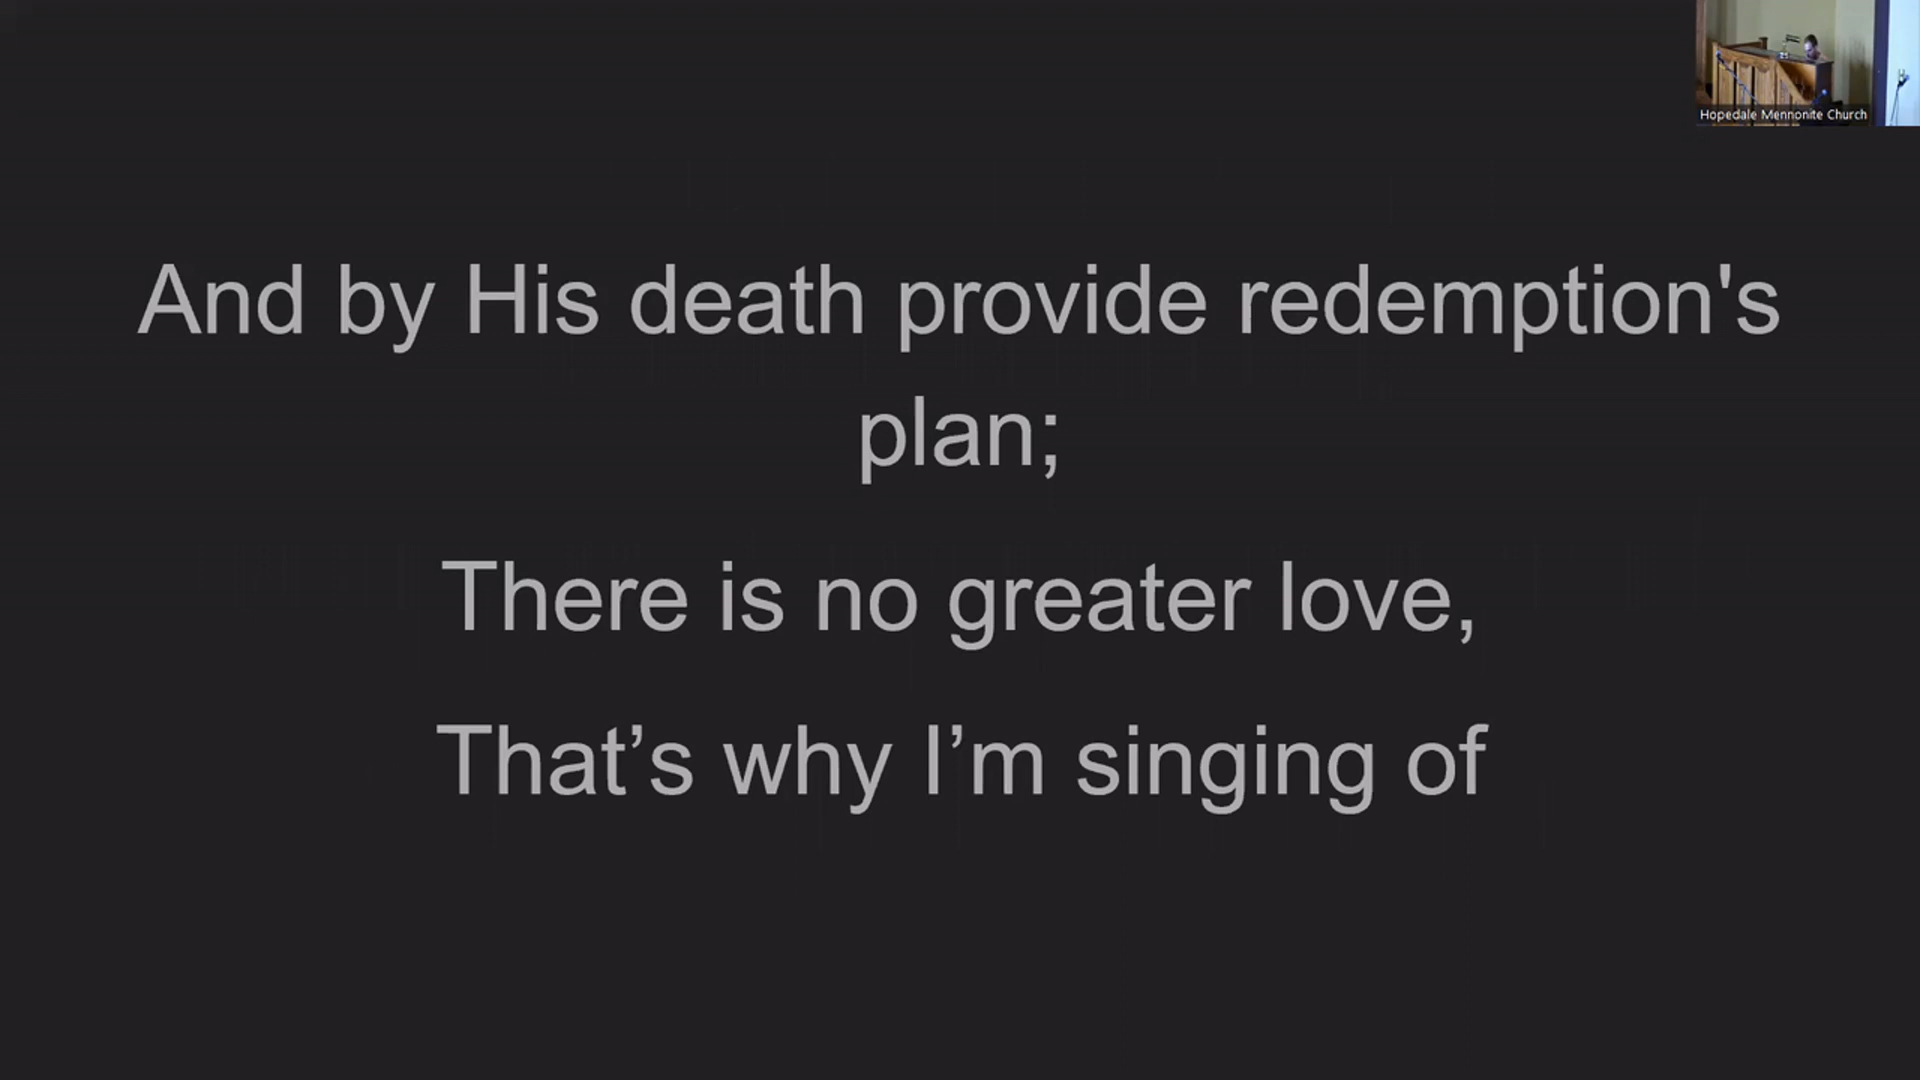 Hopedale Mennonite Church
And by His death provide redemption's
plan;
There is no greater love,
That’s why I’m singing of